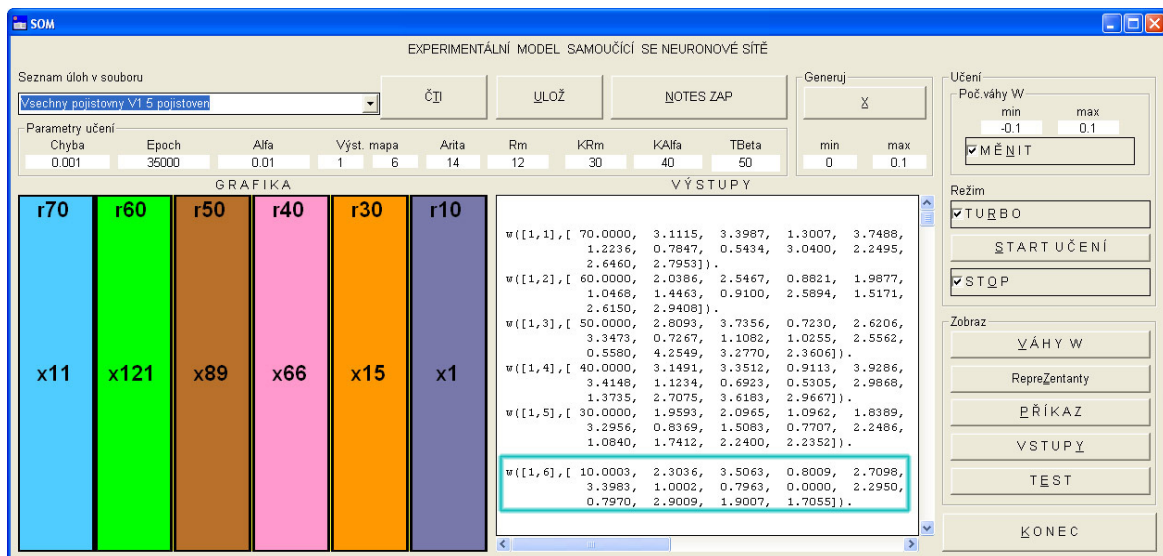 SOM
EXPERIMENTÁLNÍ MODEL SAMOUČÍCÍ SE NEURONOVÉ SÍTĚ
Seznam úloh v souboru
Vsechny pojistovny V1 5 pojistoven
ČTI
ULOŽ
NOTES ZAP
Generuj
X
min max
0 0.1
Parametry učení
Chyba Epoch Alfa Výst. mapa Arita Rm KRm KAlfa TBeta
0.001 35000 0.01 1 6 14 12 30 40 50
GRAFIKA
r70 r60 r50 r40 r30 r10
x11 x121 x89 x66 x15 x1
VÝSTUPY
w([1,1],[ 70.0000, 3.1115, 3.3987, 1.3007, 3.7488,
1.2236, 0.7847, 0.5434, 3.0400, 2.2495,
2.6460, 2.7953]).
w([1,2],[ 60.0000, 2.0386, 2.5467, 0.8821, 1.9877,
1.0468, 1.4463, 0.9100, 2.5894, 1.5171,
2.6150, 2.9408]).
w([1,3],[ 50.0000, 2.8093, 3.7356, 0.7230, 2.6206,
3.3473, 0.7267, 1.1082, 1.0255, 2.5562,
0.5580, 4.2549, 3.2770, 2.3606]).
w([1,4],[ 40.0000, 3.1491, 3.3512, 0.9113, 3.9286,
3.4148, 1.1234, 0.6923, 0.5305, 2.9868,
1.3735, 2.7075, 3.6183, 2.9667]).
w([1,5],[ 30.0000, 1.9593, 2.0965, 1.0962, 1.8389,
3.2956, 0.8369, 1.5083, 0.7707, 2.2486,
1.0840, 1.7412, 2.2400, 2.2352]).
w([1,6],[ 10.0003, 2.3036, 3.5063, 0.8009, 2.7098,
3.3983, 1.0002, 0.7963, 0.0000, 2.2950,
0.7970, 2.9009, 1.9007, 1.7055]).
Učení
Poč.váhy W
min max
-0.1 0.1
MĚNIT
Režim
TURBO
START UČENÍ
STOP
Zobraz
VÁHY W
RepreZentanty
PŘÍKAZ
VSTUPY
TEST
KONEC